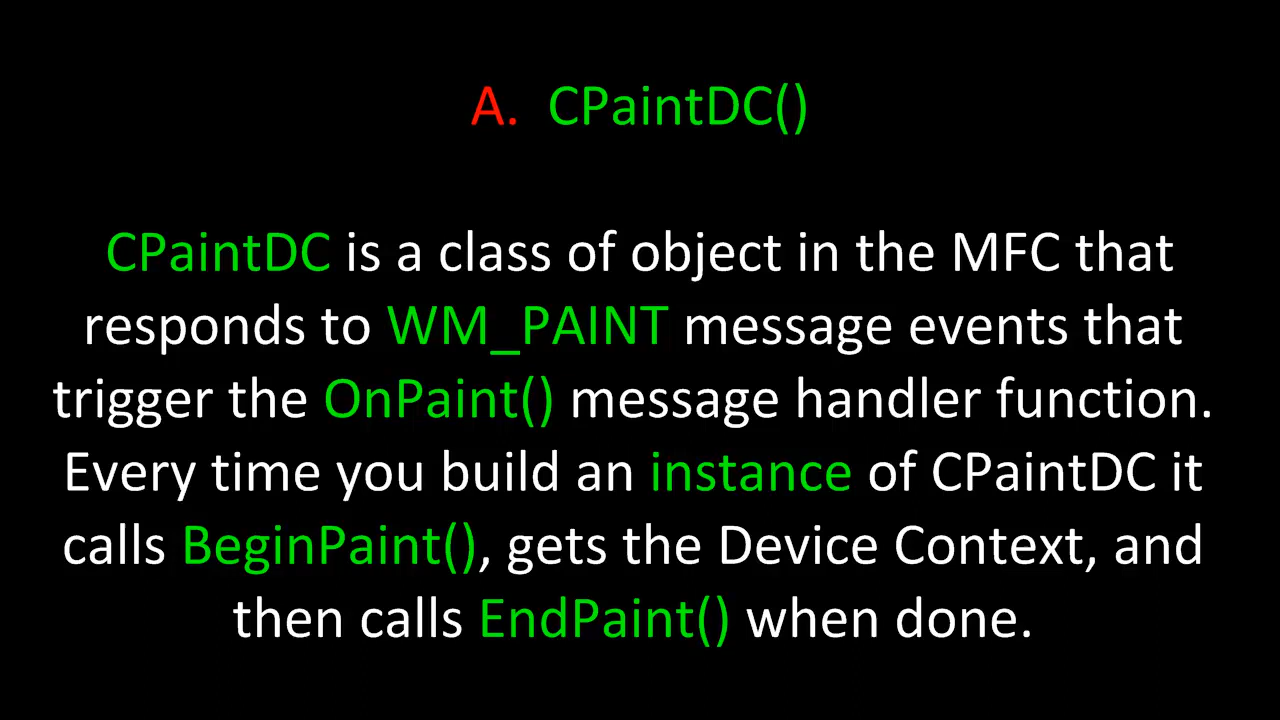 A. CPaintDC()
CPaintDC is a class of object in the MFC that
responds to WM_PAINT message events that
trigger the OnPaint() message handler function.
Every time you build an instance of CPaintDC it
calls BeginPaint(), gets the Device Context, and
then calls EndPaint() when done.